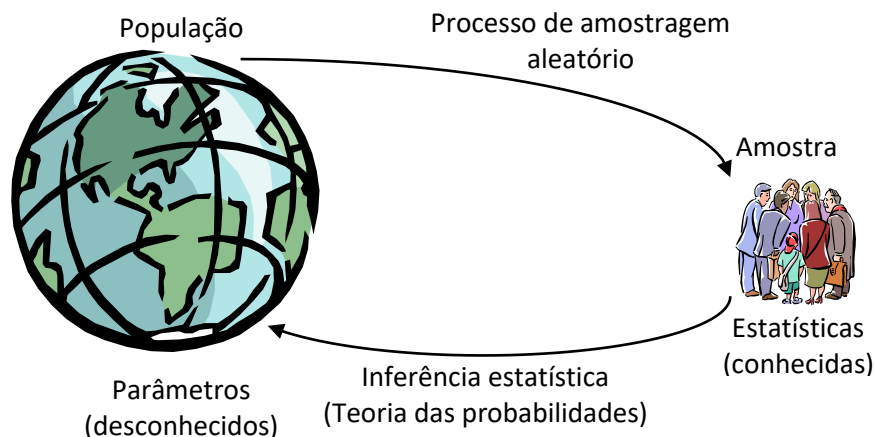 População
Processo de amostragem
aleatório
Amostra
Estatísticas
(conhecidas)
Inferência estatística
(Teoria das probabilidades)
Parâmetros
(desconhecidos)